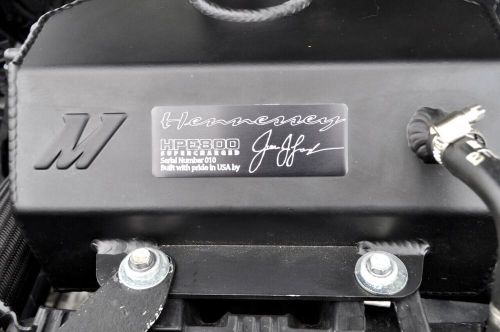 M
Hennessey
HPE800
SUPERCHARGED
Serial Number 010
Built with pride in USA by